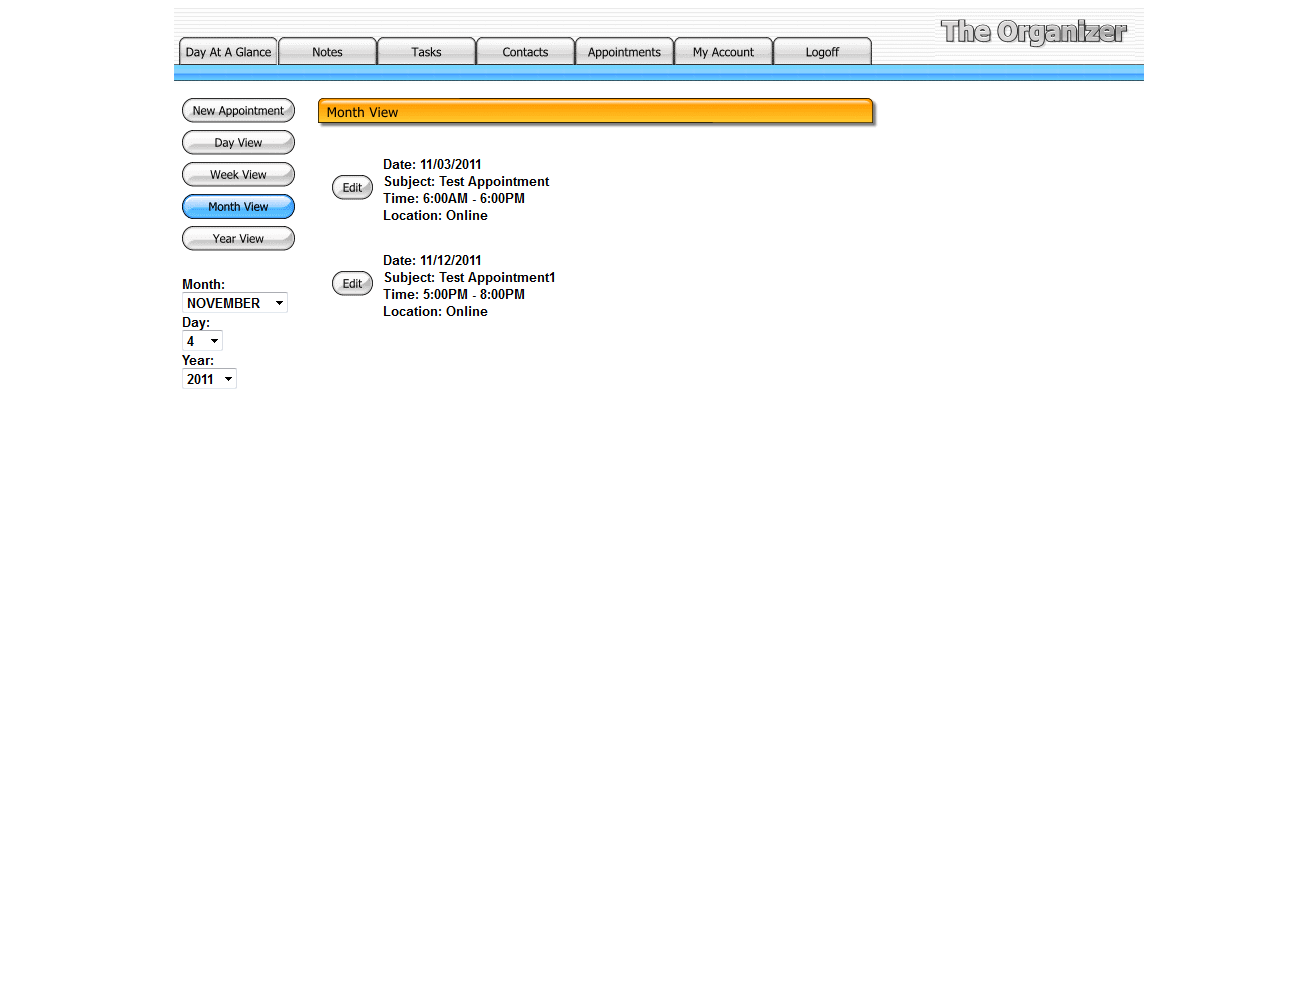 The Organizer
Day At A Glance Notes Tasks Contacts Appointments My Account Logoff
New Appointment
Day View
Week View
Month View
Year View
Month:
NOVEMBER
Day:
4
Year:
2011
Month View
Edit
Date: 11/03/2011
Subject: Test Appointment
Time: 6:00AM - 6:00PM
Location: Online
Edit
Date: 11/12/2011
Subject: Test Appointment1
Time: 5:00PM - 8:00PM
Location: Online